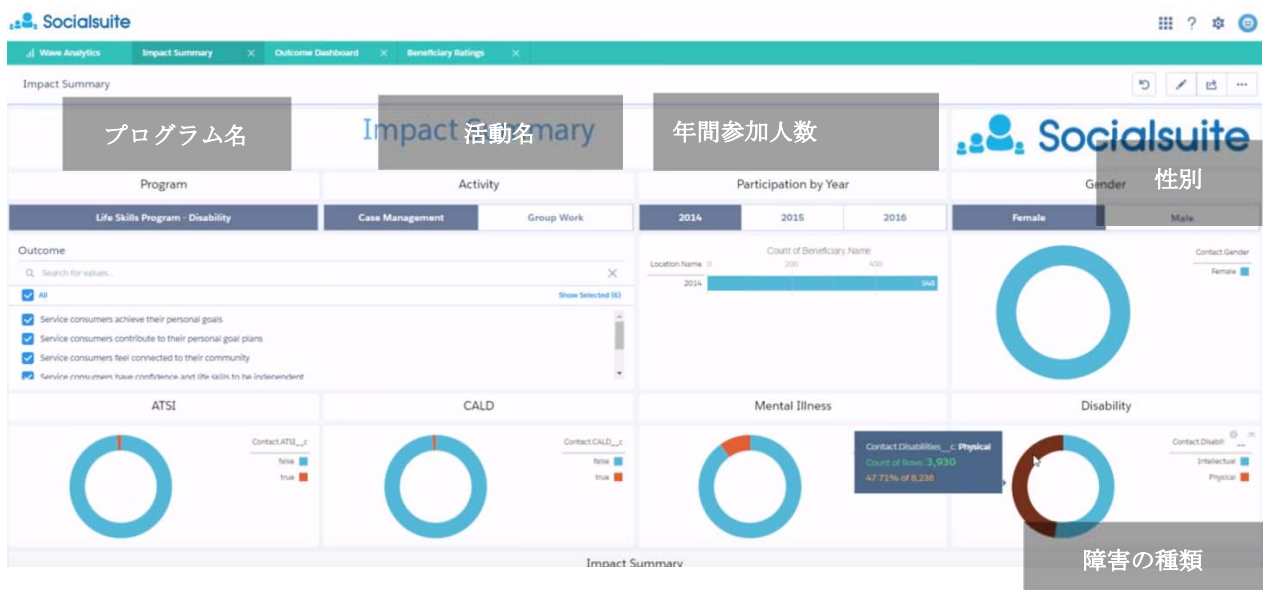 Socialsuite
Wave Analytics
Impact Summary
Outcome Dashboard
Beneficiary Ratings
Impact Summary
プログラム名
Impact Summary
活動名
年間参加人数
Socialsuite
性別
Program
Activity
Participation by Year
Gender
Life Skills Program - Disability
Case Management
Group Work
2014
2015
2016
Female
Male
Outcome
Search for values...
All
Show Selected (6)
Service consumers achieve their personal goals
Service consumers contribute to their personal goal plans
Service consumers feel connected to their community
Service consumers have confidence and life skills to be independent
Count of Beneficiary Name
Location Name 0 200 400
2014 548
Contact.Gender
Female
ATSI
CALD
Mental Illness
Disability
Contact.ATSI__c
false
true
Contact.CALD__c
false
true
Contact.Disabilities__c: Physical
Count of Rows: 3,930
47.71% of 8,238
Contact.Disabili
Intellectual
Physical
障害の種類
Impact Summary